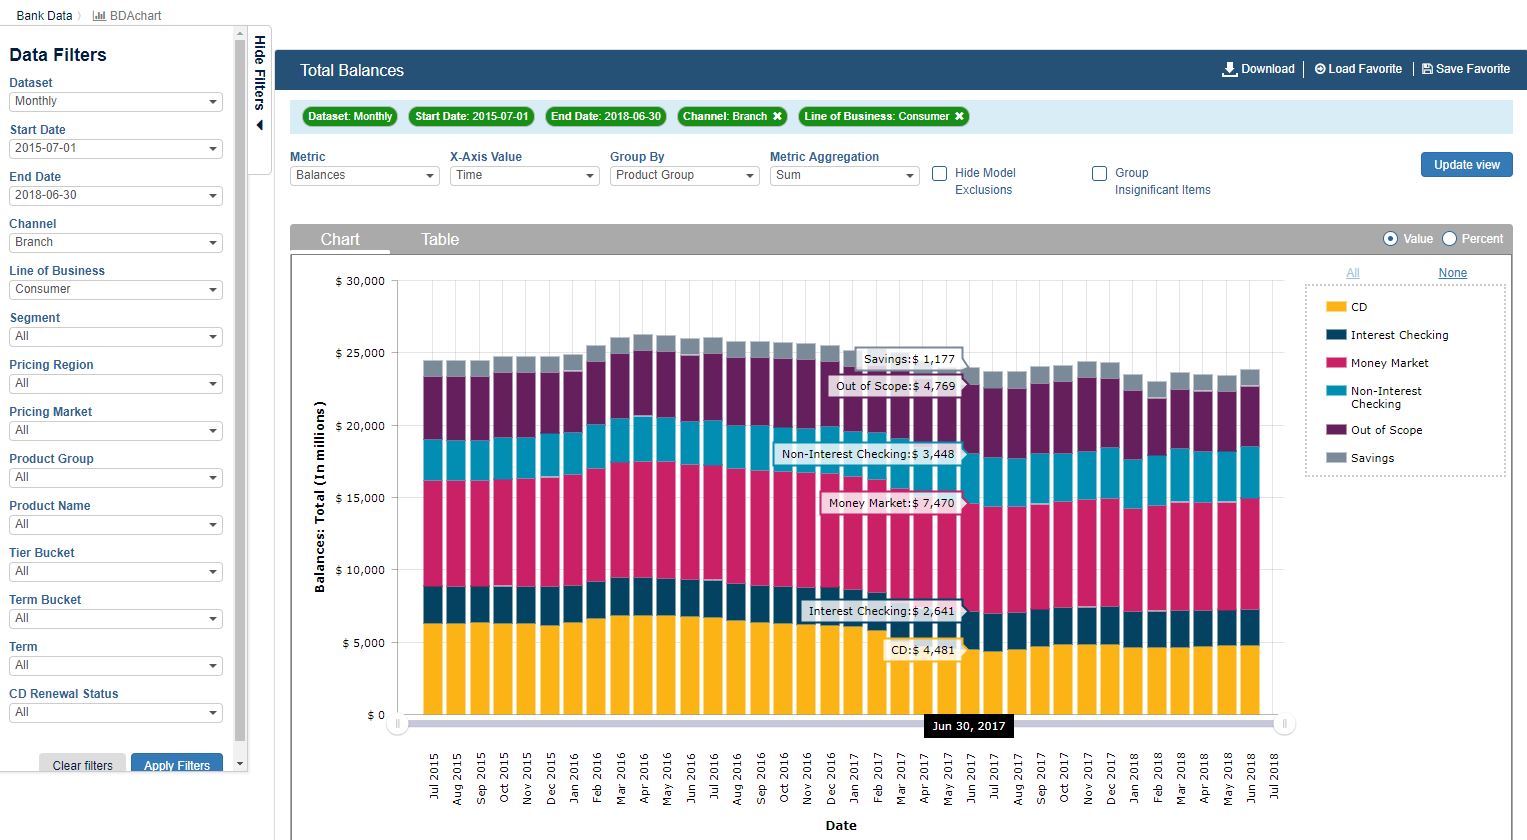 Bank Data
BDAchart
Data Filters
Hide Filters
Dataset
Monthly
Start Date
2015-07-01
End Date
2018-06-30
Channel
Branch
Line of Business
Consumer
Segment
All
Pricing Region
All
Pricing Market
All
Product Group
All
Product Name
All
Tier Bucket
All
Term Bucket
All
Term
All
CD Renewal Status
All
Clear filters
Apply Filters
Total Balances
Download
Load Favorite
Save Favorite
Dataset: Monthly
Start Date: 2015-07-01
End Date: 2018-06-30
Channel: Branch ✖
Line of Business: Consumer ✖
Metric
Balances
X-Axis Value
Time
Group By
Product Group
Metric Aggregation
Sum
Hide Model
Exclusions
Group
Insignificant Items
Update view
Chart
Table
Value
Percent
All
None
CD
Interest Checking
Money Market
Non-Interest
Checking
Out of Scope
Savings
Balances: Total (In millions)
$ 30,000
$ 25,000
$ 20,000
$ 15,000
$ 10,000
$ 5,000
$ 0
Savings:$ 1,177
Out of Scope:$ 4,769
Non-Interest Checking:$ 3,448
Money Market:$ 7,470
Interest Checking:$ 2,641
CD:$ 4,481
Jun 30, 2017
Jul 2015
Aug 2015
Sep 2015
Oct 2015
Nov 2015
Dec 2015
Jan 2016
Feb 2016
Mar 2016
Apr 2016
May 2016
Jun 2016
Jul 2016
Aug 2016
Sep 2016
Oct 2016
Nov 2016
Dec 2016
Jan 2017
Feb 2017
Mar 2017
Apr 2017
May 2017
Jun 2017
Jul 2017
Aug 2017
Sep 2017
Oct 2017
Nov 2017
Dec 2017
Jan 2018
Feb 2018
Mar 2018
Apr 2018
May 2018
Jun 2018
Jul 2018
Date